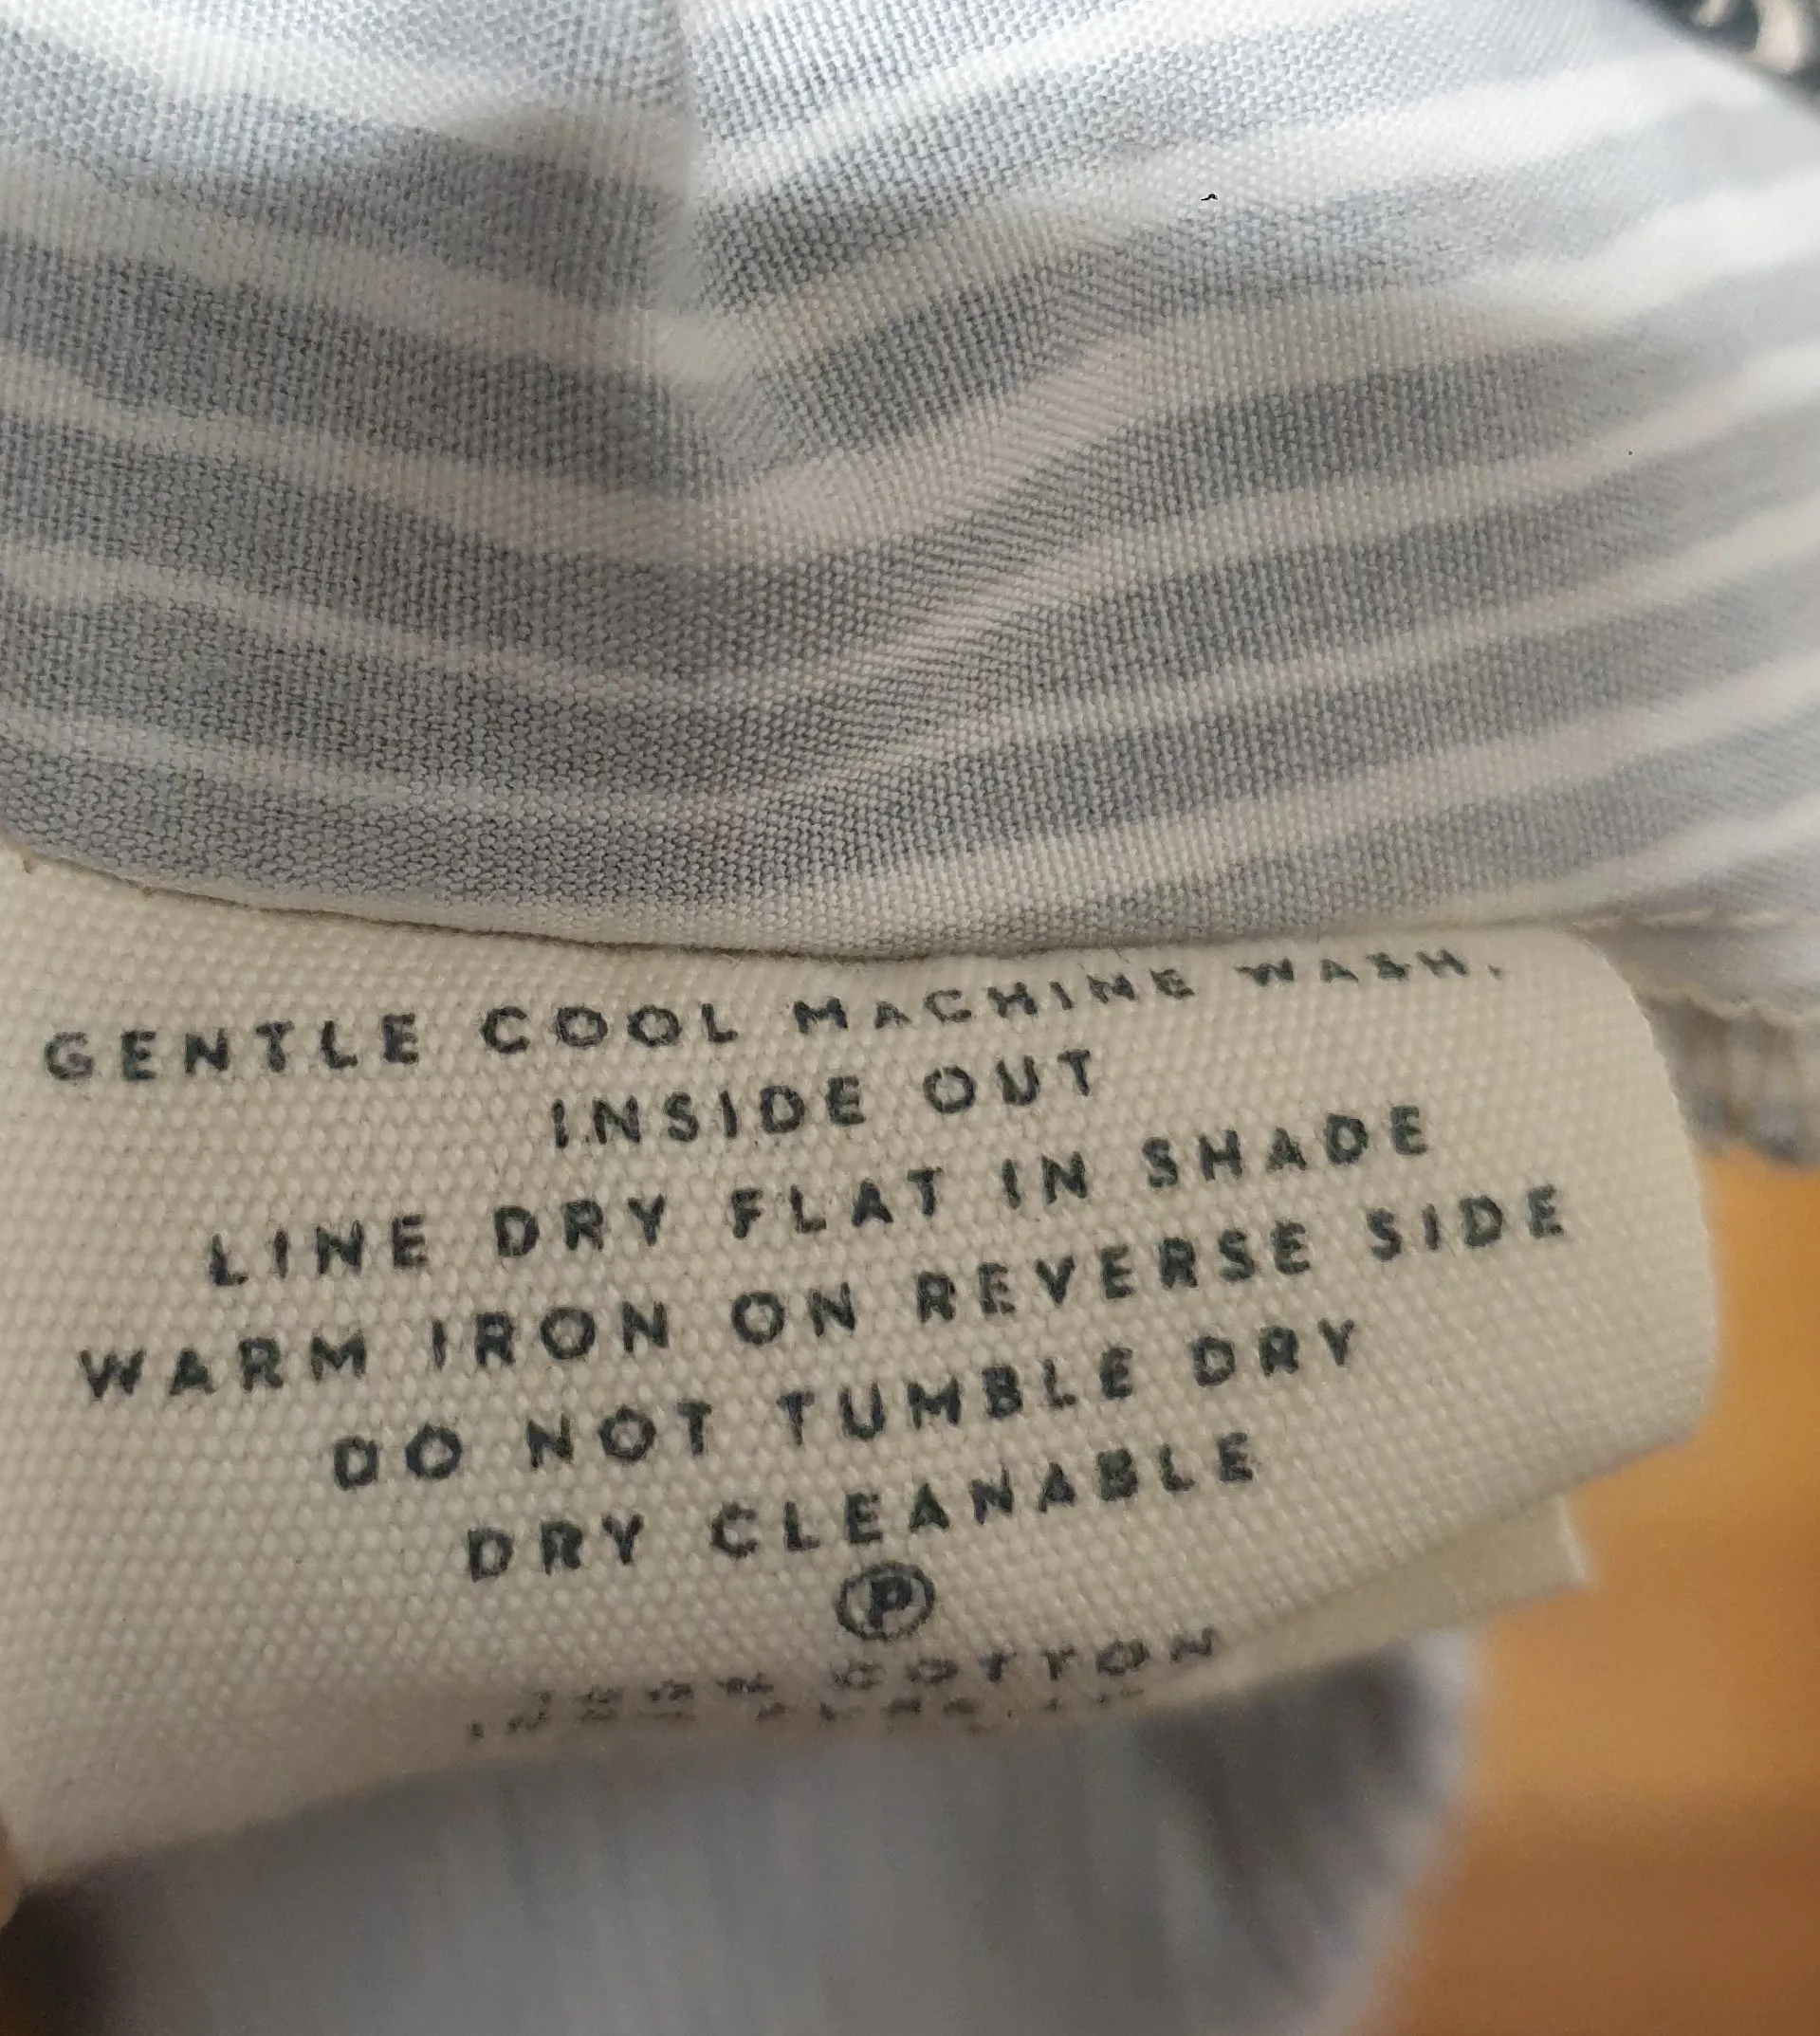 GENTLE COOL MACHINE WASH.
INSIDE OUT
LINE DRY FLAT IN SHADE
WARM IRON ON REVERSE SIDE
DO NOT TUMBLE DRY
DRY CLEANABLE
Ⓟ
100% COTTON